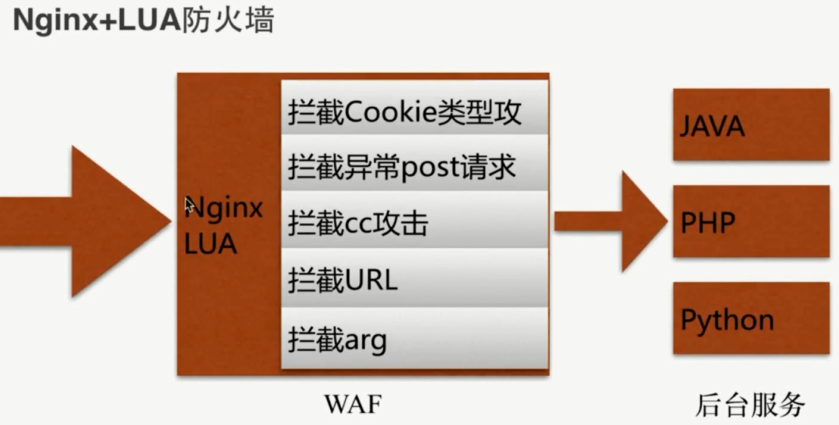 Nginx+LUA防火墙
Nginx
LUA
拦截Cookie类型攻
拦截异常post请求
拦截cc攻击
拦截URL
拦截arg
WAF
JAVA
PHP
Python
后台服务